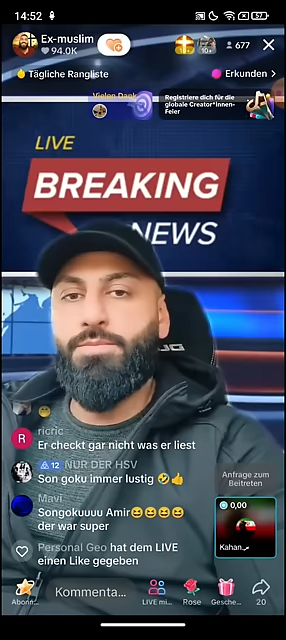 14:52
57
Ex-muslim
94.0K
10+
677
Tägliche Rangliste
Erkunden >
Vielen Dank
Registriere dich für die
globale Creator*innen-
Feier
LIVE
BREAKING
NEWS
ricric
Er checkt gar nicht was er liest
12 NUR DER HSV
Son goku immer lustig 🤣👍
Mavi
Songokuuuu Amir😆😆😆😆
der war super
Personal Geo hat dem LIVE
einen Like gegeben
Anfrage zum
Beitreten
0,00
Kahan..
Kommenta...
Abonn...
LIVE mi...
Rose
Gesche...
20